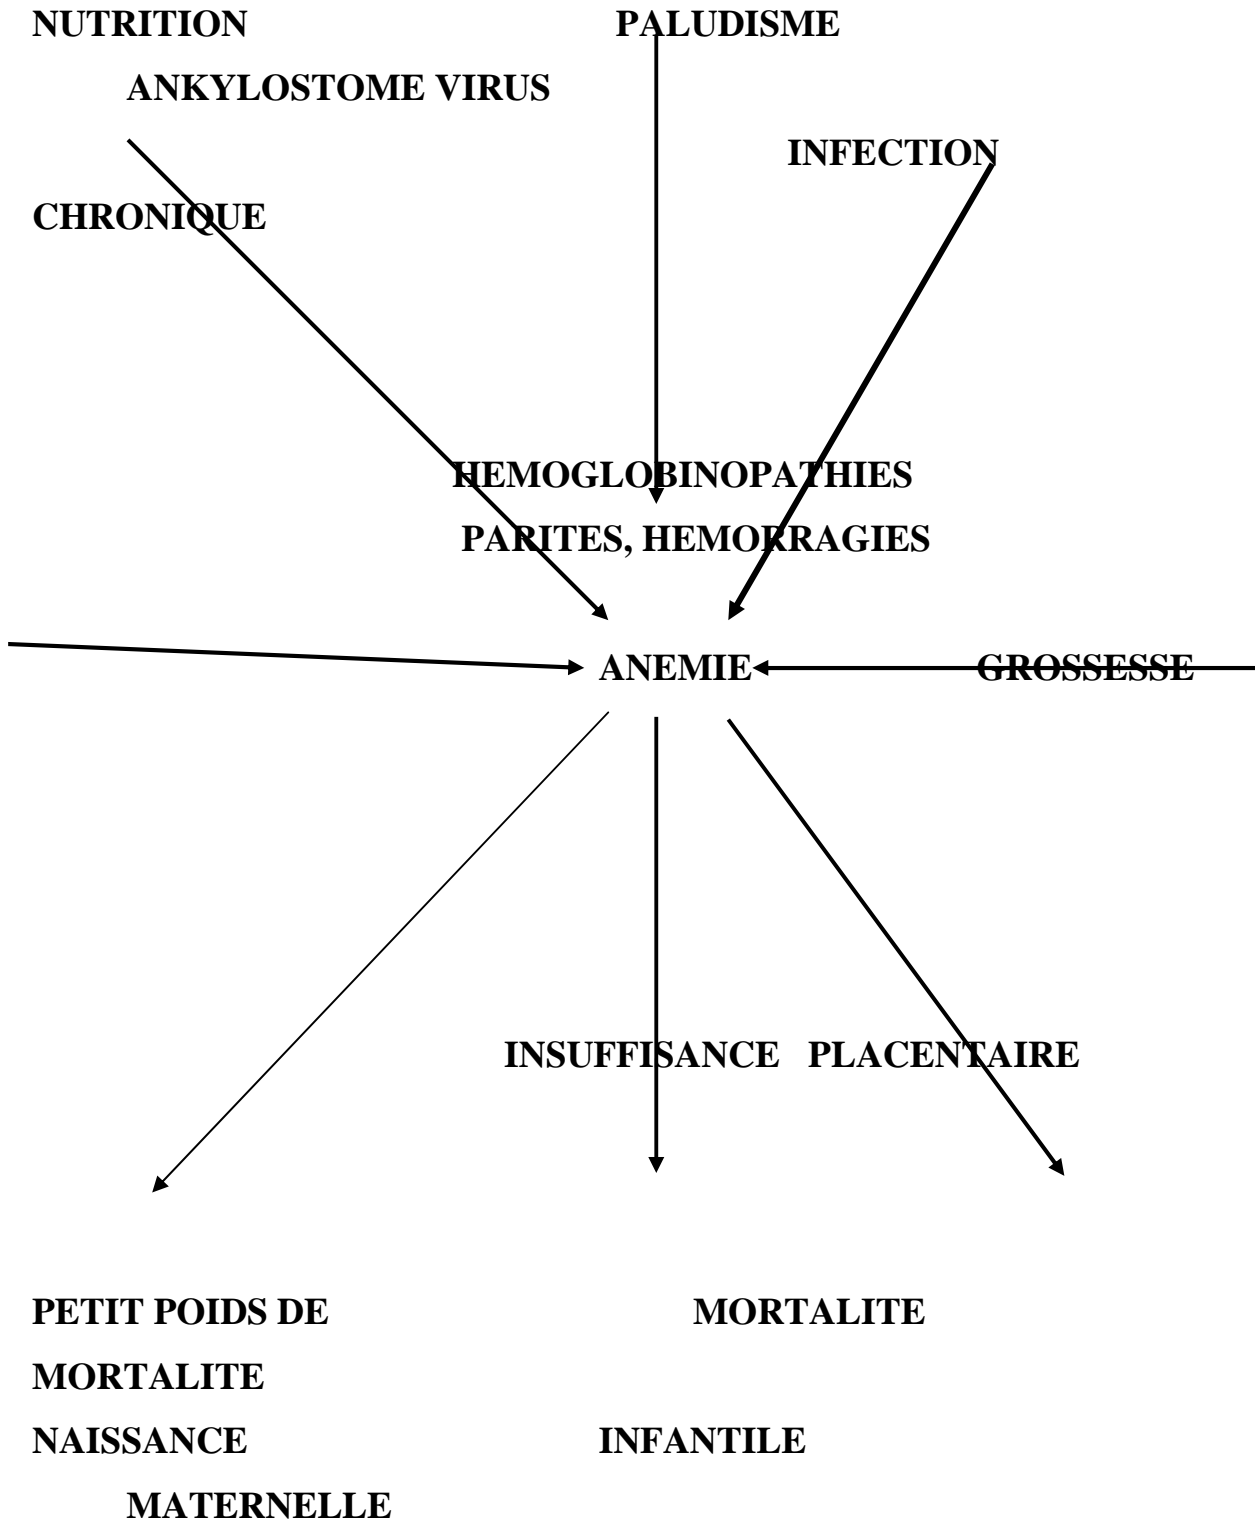 NUTRITION PALUDISME
ANKYLOSTOME VIRUS
INFECTION
CHRONIQUE
HEMOGLOBINOPATHIES
PARITES, HEMORRAGIES
ANEMIE GROSSESSE
INSUFFISANCE PLACENTAIRE
PETIT POIDS DE MORTALITE
MORTALITE
NAISSANCE INFANTILE
MATERNELLE